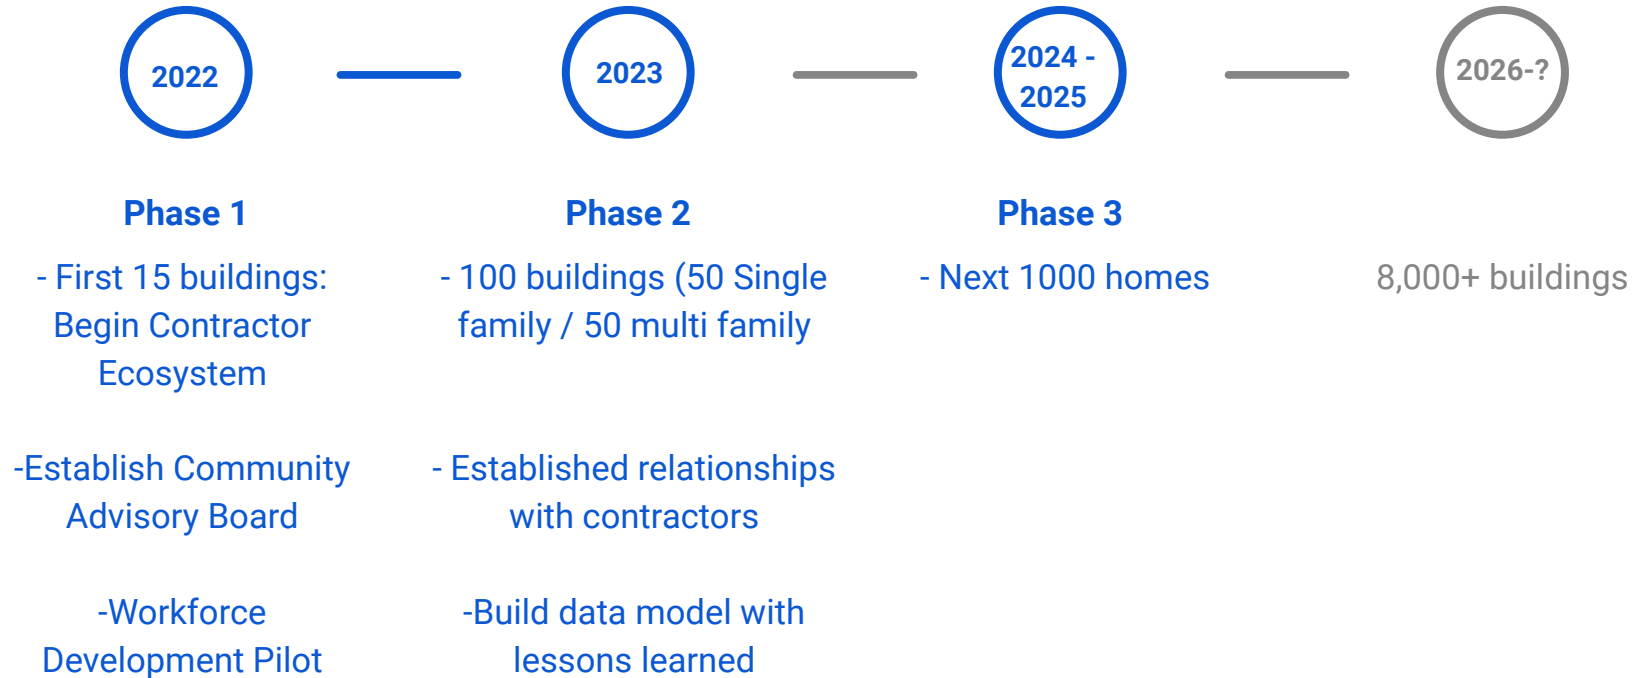 2022
2023
2024 -
2025
2026-?
Phase 1
- First 15 buildings:
Begin Contractor
Ecosystem
-Establish Community
Advisory Board
-Workforce
Development Pilot
Phase 2
- 100 buildings (50 Single
family / 50 multi family
- Established relationships
with contractors
-Build data model with
lessons learned
Phase 3
- Next 1000 homes
8,000+ buildings